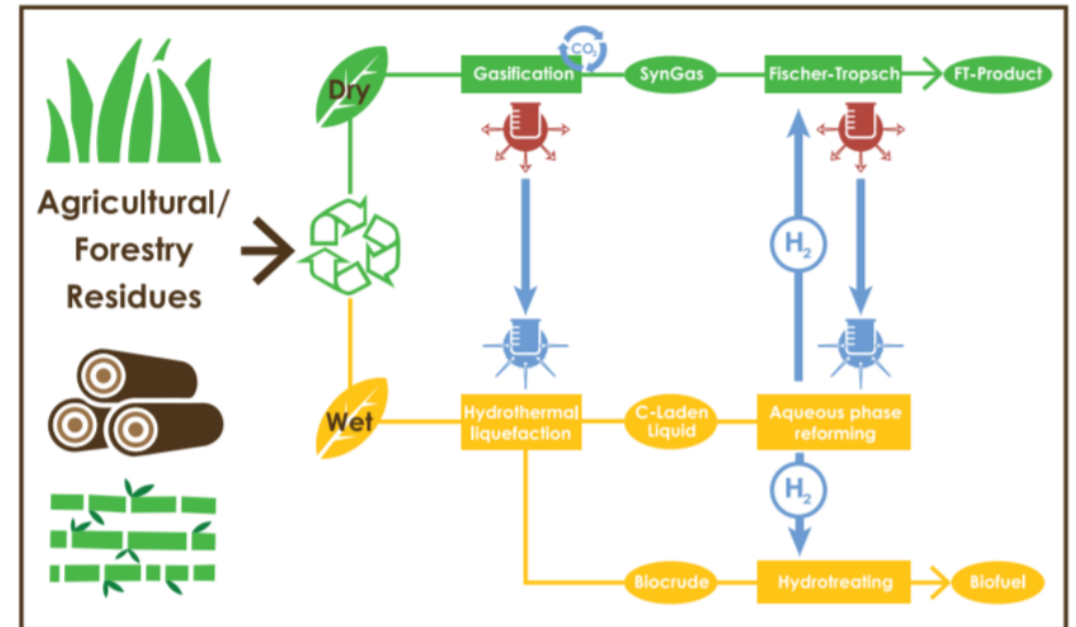 Agricultural/
Forestry
Residues
Dry
Gasification
CO₂
SynGas
Fischer-Tropsch
FT-Product
H₂
Wet
Hydrothermal
liquefaction
C-Laden
Liquid
Aqueous phase
reforming
H₂
Biocrude
Hydrotreating
Biofuel